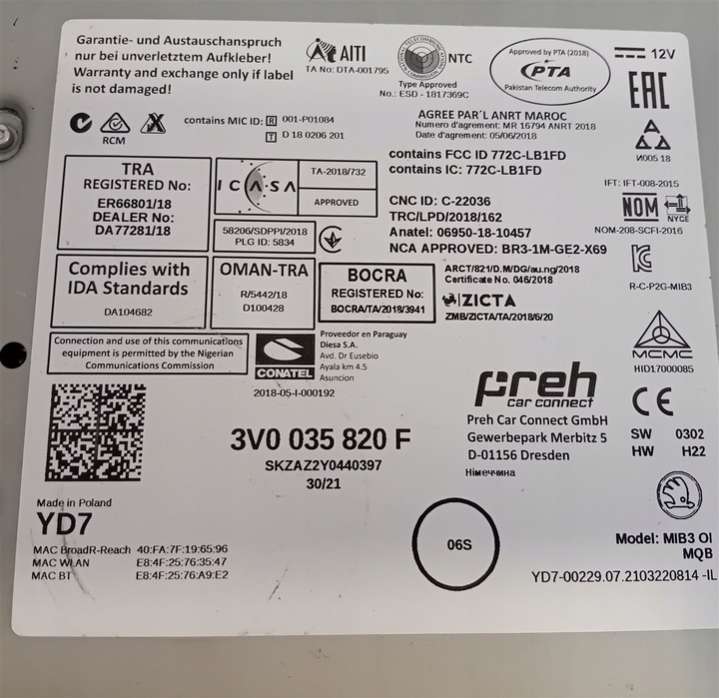 Garantie- und Austauschanspruch
nur bei unverletztem Aufkleber!
Warranty and exchange only if label
is not damaged!
AITI
TA No: DTA-001795
NTC
Type Approved
No.: ESD - 1817369C
Approved by PTA (2018)
PTA
Pakistan Telecom Authority
12V
EAC
RCM
contains MIC ID: R 001-P01084
T D 18 0206 201
AGREE PAR'L ANRT MAROC
Numero d'agrement: MR 16794 ANRT 2018
Date d'agrement: 05/06/2018
И005 18
contains FCC ID 772C-LB1FD
contains IC: 772C-LB1FD
IFT: IFT-008-2015
TRA
REGISTERED No:
ER66801/18
DEALER No:
DA77281/18
ICASA
TA-2018/732
APPROVED
CNC ID: C-22036
TRC/LPD/2018/162
Anatel: 06950-18-10457
NCA APPROVED: BR3-1M-GE2-X69
NOM
NYCE
NOM-208-SCFI-2016
58206/SDPPI/2018
PLG ID: 5834
Complies with
IDA Standards
DA104682
OMAN-TRA
R/5442/18
D100428
BOCRA
REGISTERED No:
BOCRA/TA/2018/3941
ARCT/821/D.M/DG/au.ng/2018
Certificate No. 046/2018
ZICTA
ZMB/ZICTA/TA/2018/6/20
R-C-P2G-MIB3
Connection and use of this communications
equipment is permitted by the Nigerian
Communications Commission
CONATEL
2018-05-I-000192
Proveedor en Paraguay
Diesa S.A.
Avd. Dr Eusebio
Ayala km 4.5
Asuncion
MCMC
HID17000085
preh
car connect
Preh Car Connect GmbH
Gewerbepark Merbitz 5
D-01156 Dresden
Німеччина
CE
SW 0302
HW H22
3V0 035 820 F
SKZAZ2Y0440397
30/21
Made in Poland
YD7
MAC BroadR-Reach 40:FA:7F:19:65:96
MAC WLAN E8:4F:25:76:35:47
MAC BT E8:4F:25:76:A9:E2
06S
Model: MIB3 OI
MQB
YD7-00229.07.2103220814 -IL